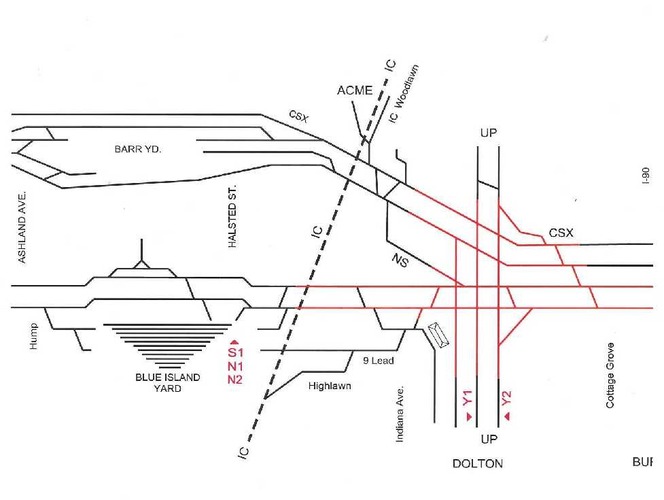 IC
ACME
IC Woodlawn
CSX
UP
BARR YD.
I-90
ASHLAND AVE.
HALSTED ST.
IC
CSX
NS
Hump
S1
N1
N2
BLUE ISLAND
YARD
9 Lead
Highlawn
Indiana Ave.
Y1
Y2
Cottage Grove
UP
IC
DOLTON
BUR